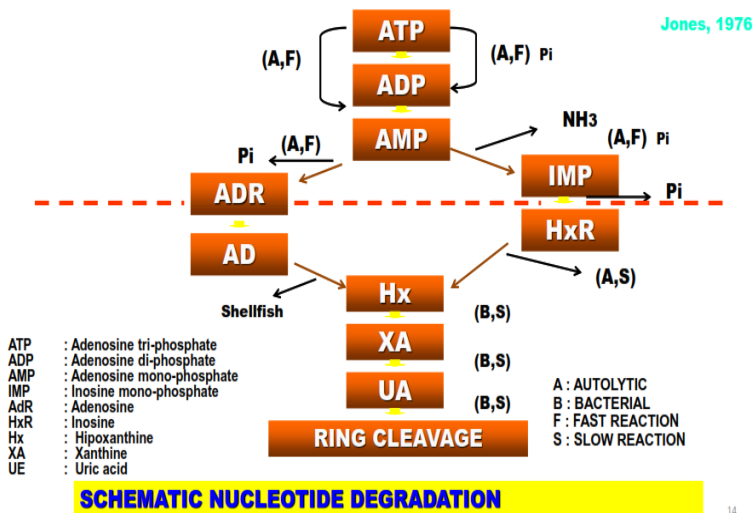 Jones, 1976
ATP
(A,F)
(A,F) Pi
ADP
AMP
NH3
(A,F) Pi
Pi
(A,F)
IMP
Pi
ADR
HxR
AD
(A,S)
Shellfish
Hx
(B,S)
XA
(B,S)
UA
(B,S)
RING CLEAVAGE
ATP : Adenosine tri-phosphate
ADP : Adenosine di-phosphate
AMP : Adenosine mono-phosphate
IMP : Inosine mono-phosphate
AdR : Adenosine
HxR : Inosine
Hx : Hipoxanthine
XA : Xanthine
UE : Uric acid
A : AUTOLYTIC
B : BACTERIAL
F : FAST REACTION
S : SLOW REACTION
SCHEMATIC NUCLEOTIDE DEGRADATION
14